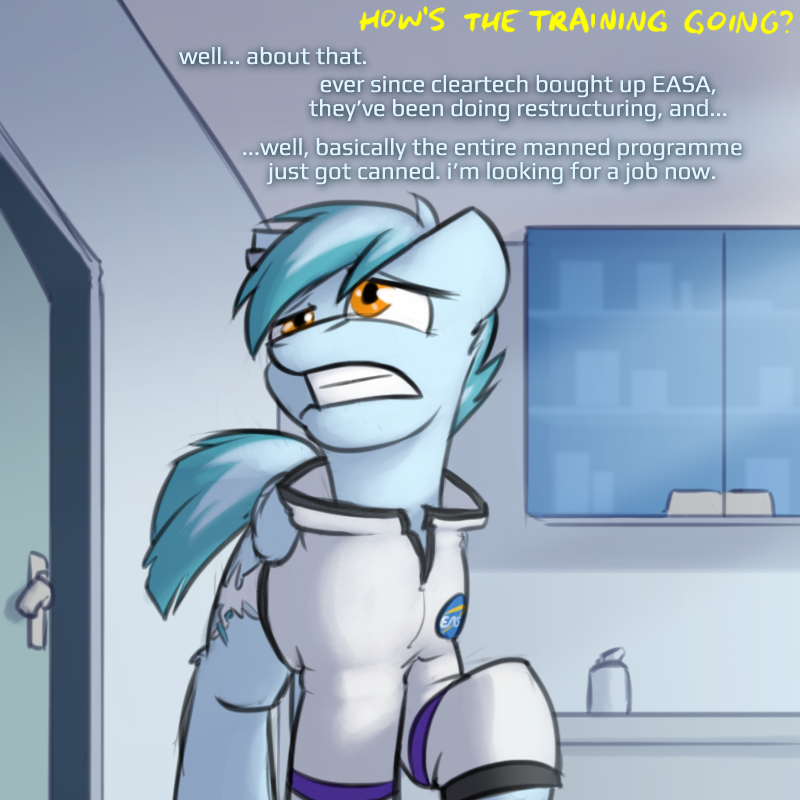 HOW'S THE TRAINING GOING?
well... about that.
ever since cleartech bought up EASA,
they've been doing restructuring, and...
...well, basically the entire manned programme
just got canned. i'm looking for a job now.
EAS